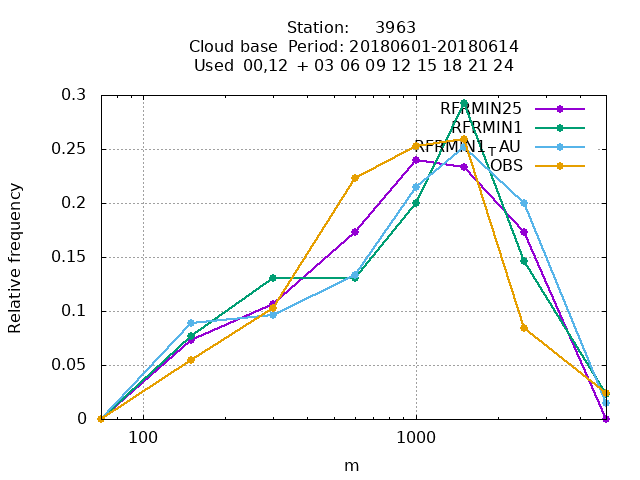 Station: 3963
Cloud base Period: 20180601-20180614
Used 00,12 + 03 06 09 12 15 18 21 24
0.3
0.25
0.2
0.15
0.1
0.05
0
Relative frequency
RFRMIN25
RFRMIN1
RFRMIN1TAU
OBS
100
1000
m